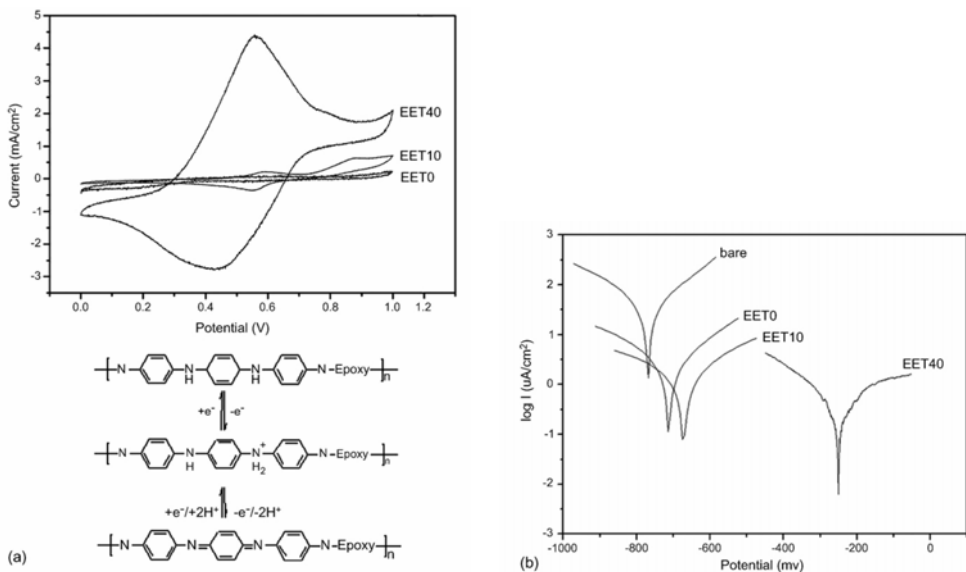 5
4
3
2
1
0
-1
-2
-3
Current (mA/cm²)
EET40
EET10
EET0
0.0 0.2 0.4 0.6 0.8 1.0
Potential (V)
N N H N H N-Epoxy n
+e⁻ -e⁻
N N H N⁺ H₂ N-Epoxy n
+e⁻/+2H⁺ -e⁻/-2H⁺
N N N N-Epoxy n
(a)
3
2
1
0
-1
-2
-3
log I (uA/cm²)
bare
EET0
EET10
EET40
-1000 -800 -600 -400 -200 0
Potential (mv)
(b)